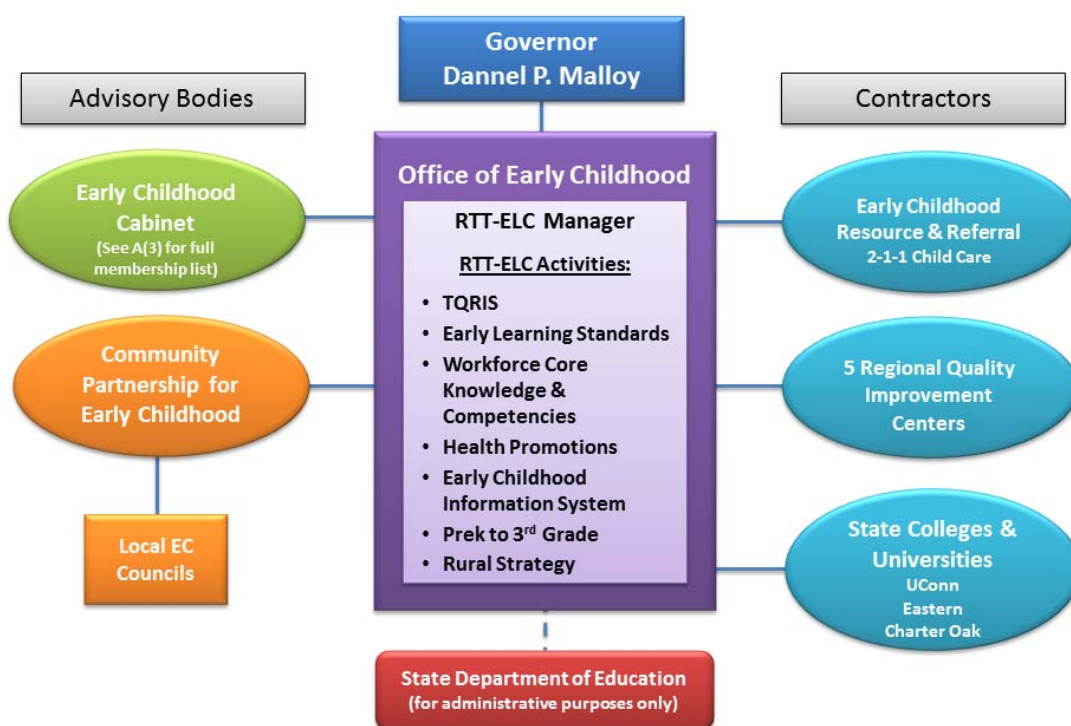 Governor
Dannel P. Malloy
Advisory Bodies
Contractors
Early Childhood
Cabinet
(See A(3) for full
membership list)
Community
Partnership for
Early Childhood
Local EC
Councils
Office of Early Childhood
RTT-ELC Manager
RTT-ELC Activities:
• TQRIS
• Early Learning Standards
• Workforce Core
Knowledge &
Competencies
• Health Promotions
• Early Childhood
Information System
• Prek to 3rd Grade
• Rural Strategy
Early Childhood
Resource & Referral
2-1-1 Child Care
5 Regional Quality
Improvement
Centers
State Colleges &
Universities
UConn
Eastern
Charter Oak
State Department of Education
(for administrative purposes only)